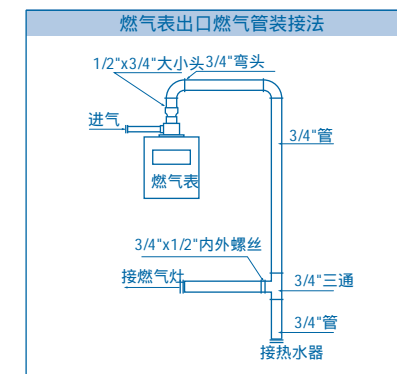 燃气表出口燃气管装接法
1/2"x3/4"大小头 3/4"弯头
进气
3/4"管
燃气表
3/4"x1/2"内外螺丝
接燃气灶
3/4"三通
3/4"管
接热水器